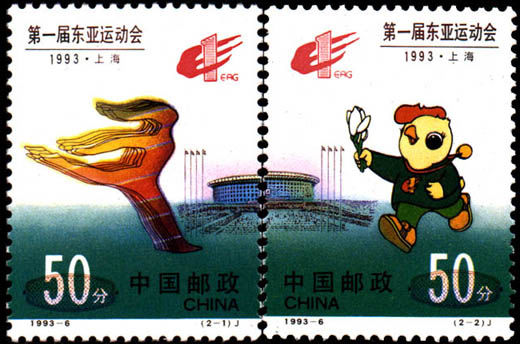 第一届东亚运动会
1993·上海
1
EAG
50分
中国邮政
CHINA
1993-6
(2-1)J
第一届东亚运动会
1993·上海
1
EAG
50分
中国邮政
CHINA
1993-6
(2-2)J